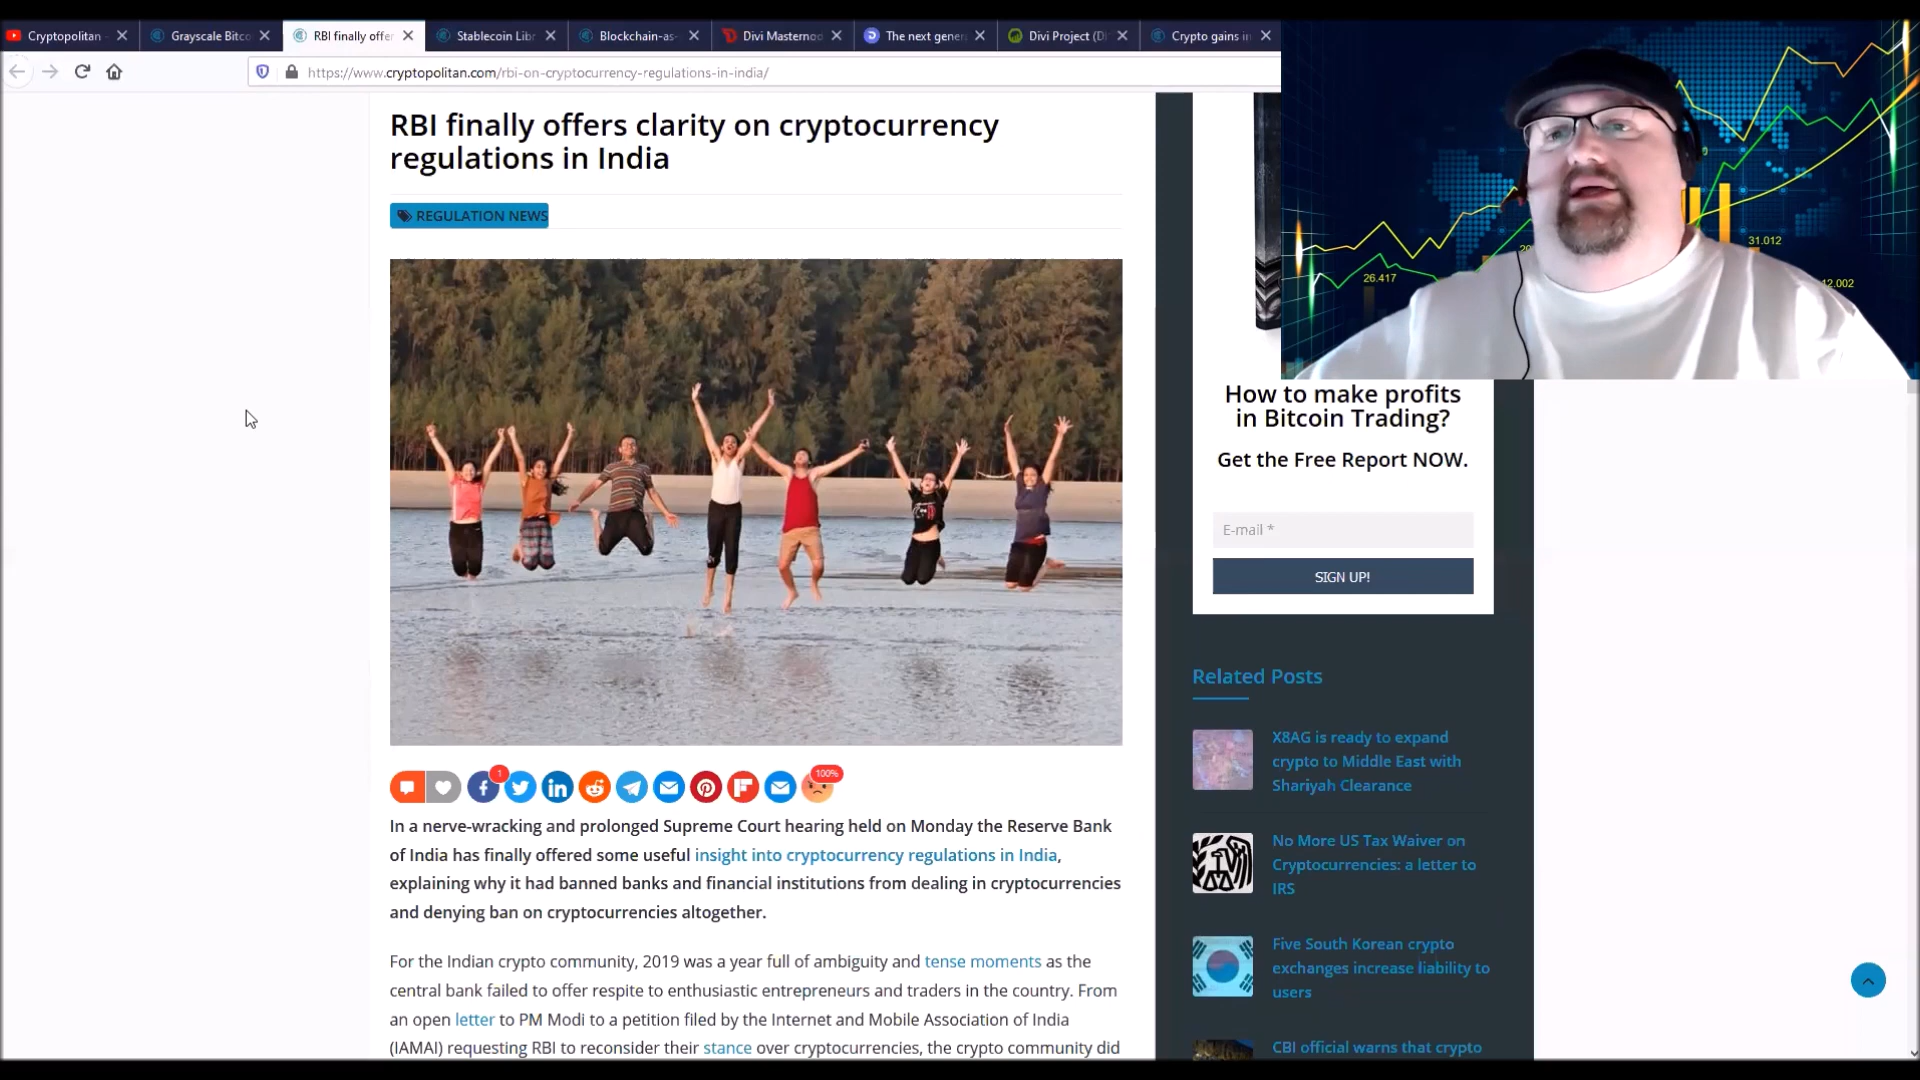 Cryptopolitan
Grayscale Bitco
RBI finally offer
Stablecoin Lib
Blockchain-as-
Divi Masternod
The next gener
Divi Project (Di
Crypto gains in
https://www.cryptopolitan.com/rbi-on-cryptocurrency-regulations-in-india/
RBI finally offers clarity on cryptocurrency
regulations in India
REGULATION NEWS
1
100%
In a nerve-wracking and prolonged Supreme Court hearing held on Monday the Reserve Bank
of India has finally offered some useful insight into cryptocurrency regulations in India,
explaining why it had banned banks and financial institutions from dealing in cryptocurrencies
and denying ban on cryptocurrencies altogether.
For the Indian crypto community, 2019 was a year full of ambiguity and tense moments as the
central bank failed to offer respite to enthusiastic entrepreneurs and traders in the country. From
an open letter to PM Modi to a petition filed by the Internet and Mobile Association of India
(IAMAI) requesting RBI to reconsider their stance over cryptocurrencies, the crypto community did
26.417
31.012
12.002
How to make profits
in Bitcoin Trading?
Get the Free Report NOW.
E-mail *
SIGN UP!
Related Posts
X8AG is ready to expand
crypto to Middle East with
Shariyah Clearance
No More US Tax Waiver on
Cryptocurrencies: a letter to
IRS
Five South Korean crypto
exchanges increase liability to
users
CBI official warns that crypto